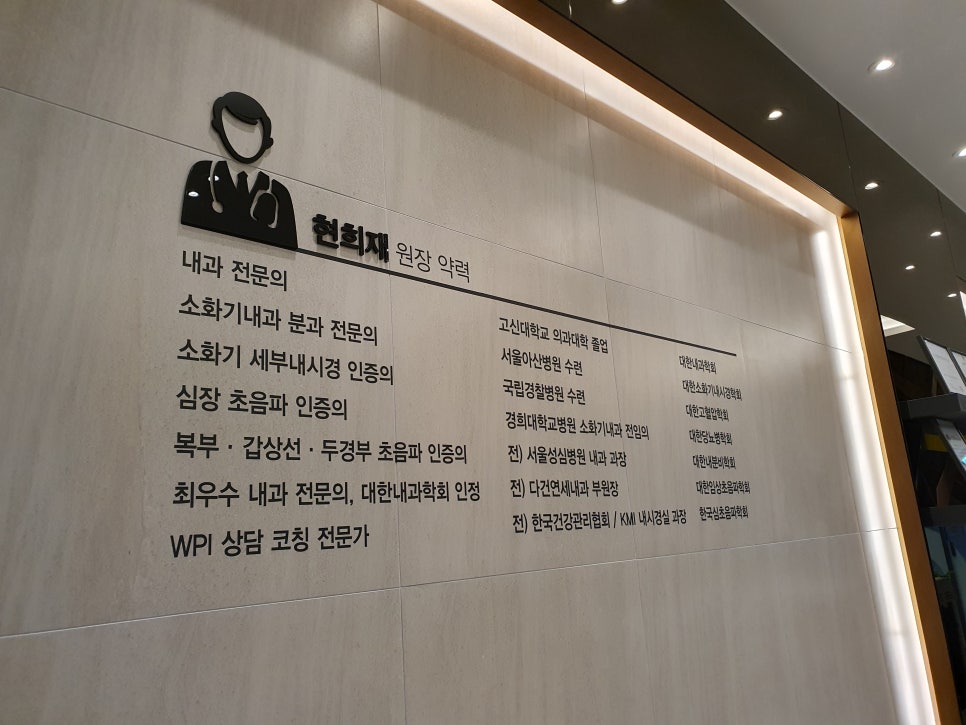 현희재 원장 약력
내과 전문의
소화기내과 분과 전문의
소화기 세부내시경 인증의
심장 초음파 인증의
복부 · 갑상선 · 두경부 초음파 인증의
최우수 내과 전문의, 대한내과학회 인정
WPI 상담 코칭 전문가
고신대학교 의과대학 졸업
서울아산병원 수련
국립경찰병원 수련
경희대학교병원 소화기내과 전임의
전) 서울성심병원 내과 과장
전) 다건연세내과 부원장
전) 한국건강관리협회 / KMI 내시경실 과장
대한내과학회
대한소화기내시경학회
대한고혈압학회
대한당뇨병학회
대한내분비학회
대한임상초음파학회
한국심초음파학회